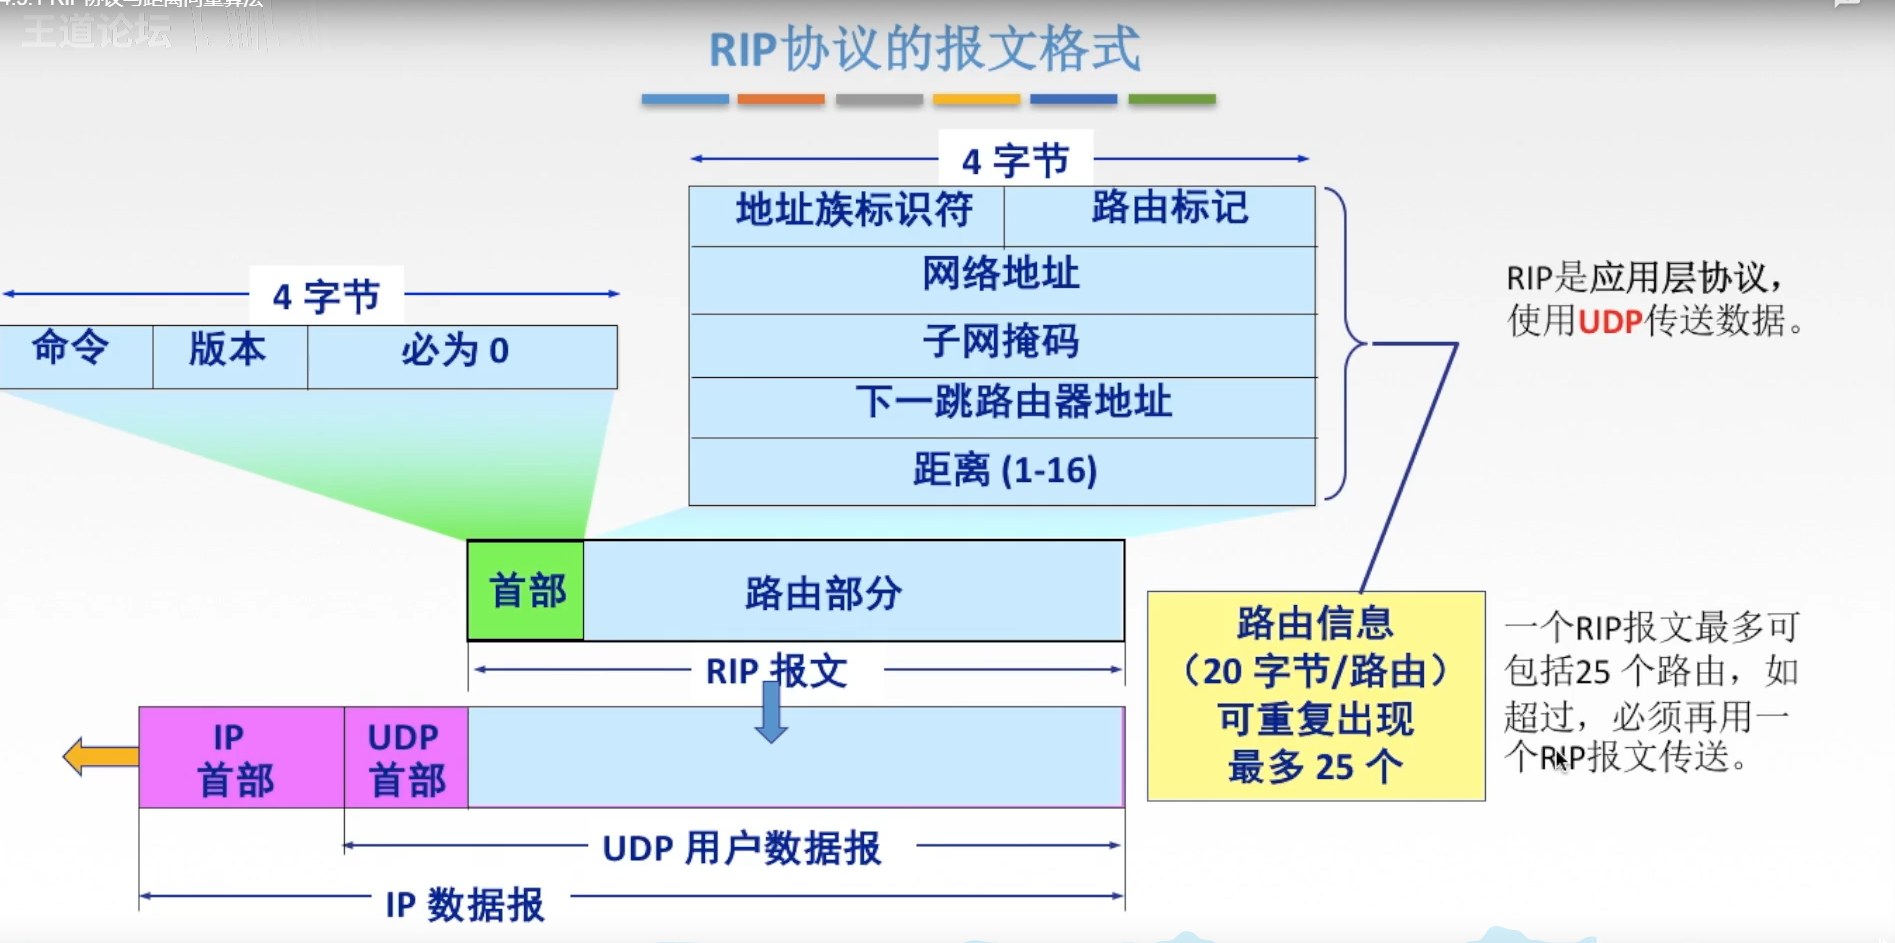 王道论坛
RIP协议的报文格式
4 字节
地址族标识符 路由标记
网络地址
子网掩码
下一跳路由器地址
距离 (1-16)
4 字节
命令 版本 必为 0
RIP是应用层协议，
使用UDP传送数据。
首部 路由部分
RIP 报文
IP
首部
UDP
首部
UDP 用户数据报
IP 数据报
路由信息
（20 字节/路由）
可重复出现
最多 25 个
一个RIP报文最多可
包括25 个路由，如
超过，必须再用一
个RIP报文传送。